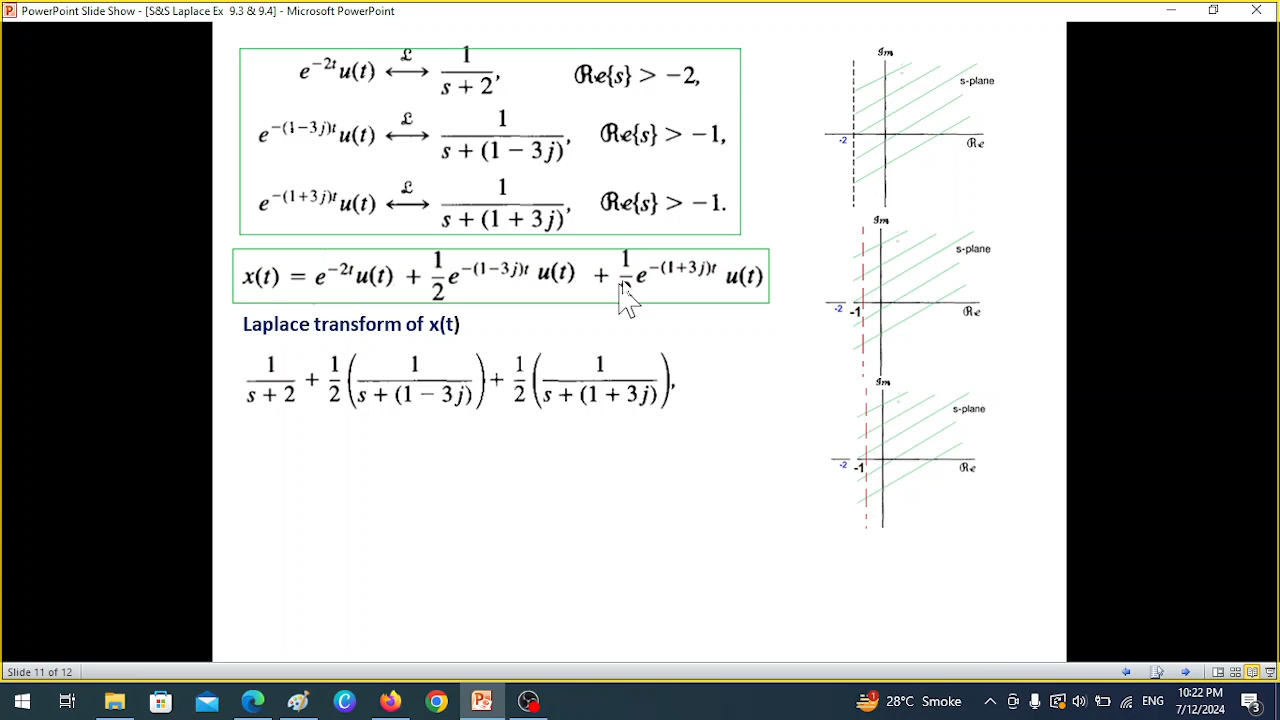 PowerPoint Slide Show - [S&S Laplace Ex 9.3 & 9.4] - Microsoft PowerPoint
e^{-2t}u(t) ⟷^ℒ 1/(s + 2), ℛe{s} > −2,
e^{-(1-3j)t}u(t) ⟷^ℒ 1/(s + (1 − 3j)), ℛe{s} > −1,
e^{-(1+3j)t}u(t) ⟷^ℒ 1/(s + (1 + 3j)), ℛe{s} > −1.
x(t) = e^{-2t}u(t) + 1/2 e^{-(1-3j)t} u(t) + 1/ e^{-(1+3j)t} u(t)
Laplace transform of x(t)
1/(s + 2) + 1/2 (1/(s + (1 − 3j))) + 1/2 (1/(s + (1 + 3j))),
ℐm
s-plane
-2
ℛe
ℐm
s-plane
-2 -1
ℛe
ℐm
s-plane
-2 -1
ℛe
Slide 11 of 12
1
28°C Smoke
ENG
10:22 PM
7/12/2024
3